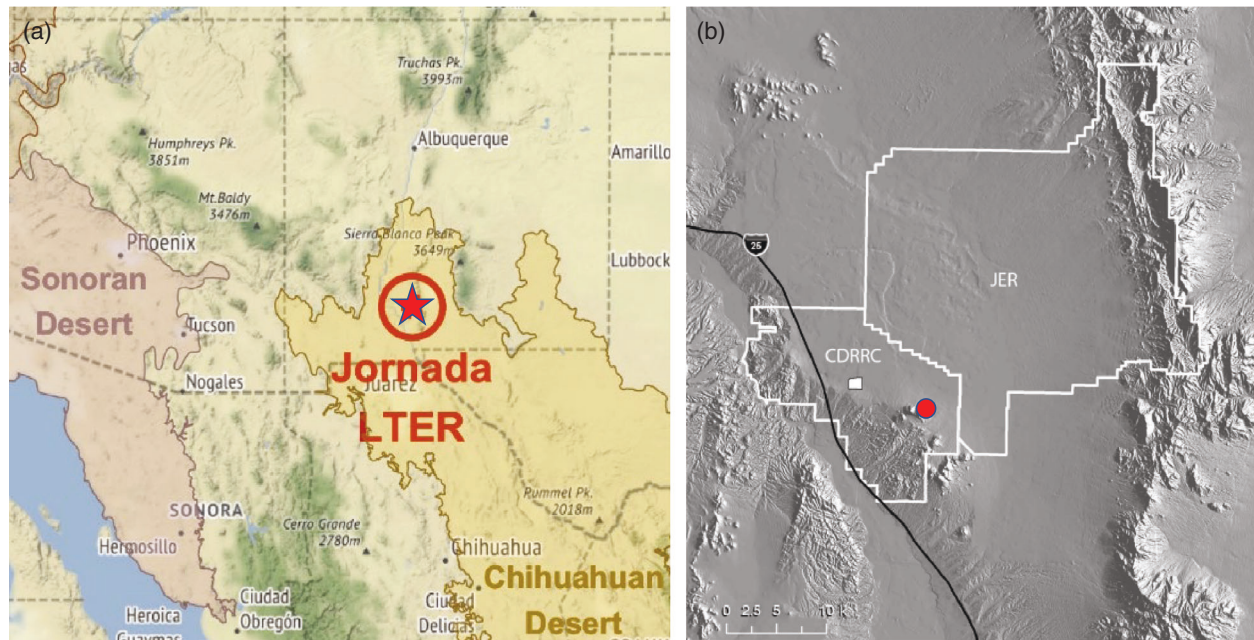 (a)
Truchas Pk.
3993m
Humphreys Pk.
3851m
Albuquerque
Amarillo
Mt.Baldy
3476m
Phoenix
Sierra Blanca Peak
3649m
Lubbock
Sonoran
Desert
Tucson
Jornada
Nogales
Juárez
LTER
Rummel Pk.
2018m
SONORA
Cerro Grande
2780m
Hermosillo
Chihuahua
Chihuahuan
Desert
Heroica
Guaymas
Ciudad
Obregón
Ciudad
Delicias
(b)
25
JER
CDRRC
0 2.5 5 10 k